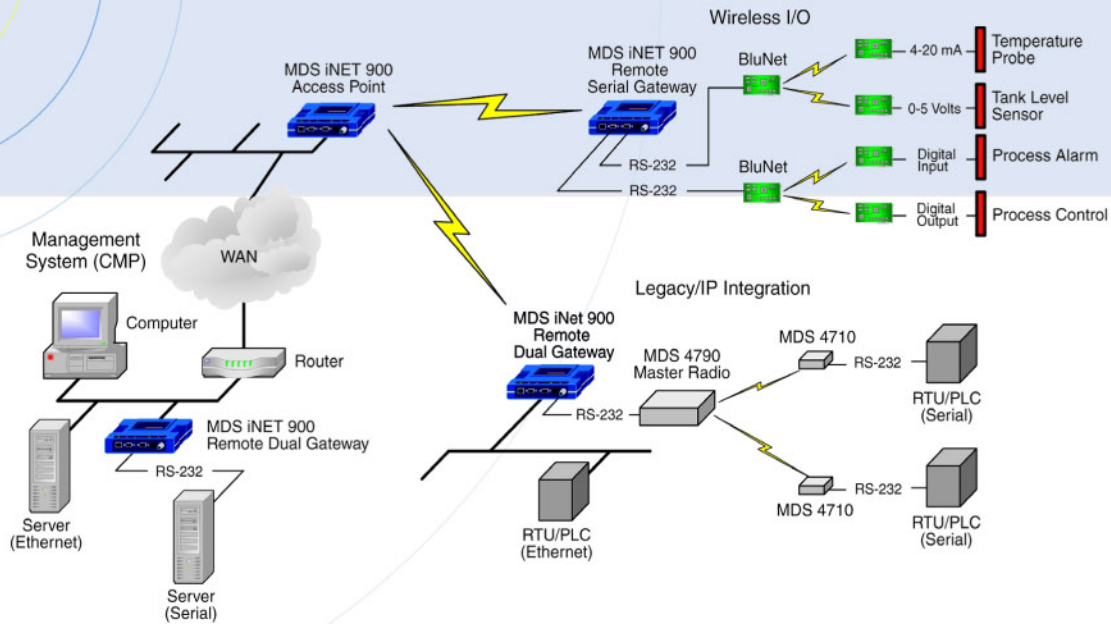 Wireless I/O
MDS iNET 900
Access Point
MDS iNET 900
Remote
Serial Gateway
BluNet
4-20 mA
Temperature
Probe
0-5 Volts
Tank Level
Sensor
RS-232
RS-232
BluNet
Digital
Input
Process Alarm
Digital
Output
Process Control
Management
System (CMP)
WAN
Computer
Router
MDS iNET 900
Remote Dual Gateway
RS-232
Server
(Ethernet)
Server
(Serial)
Legacy/IP Integration
MDS iNet 900
Remote
Dual Gateway
RS-232
MDS 4790
Master Radio
MDS 4710
RS-232
RTU/PLC
(Serial)
MDS 4710
RS-232
RTU/PLC
(Serial)
RTU/PLC
(Ethernet)